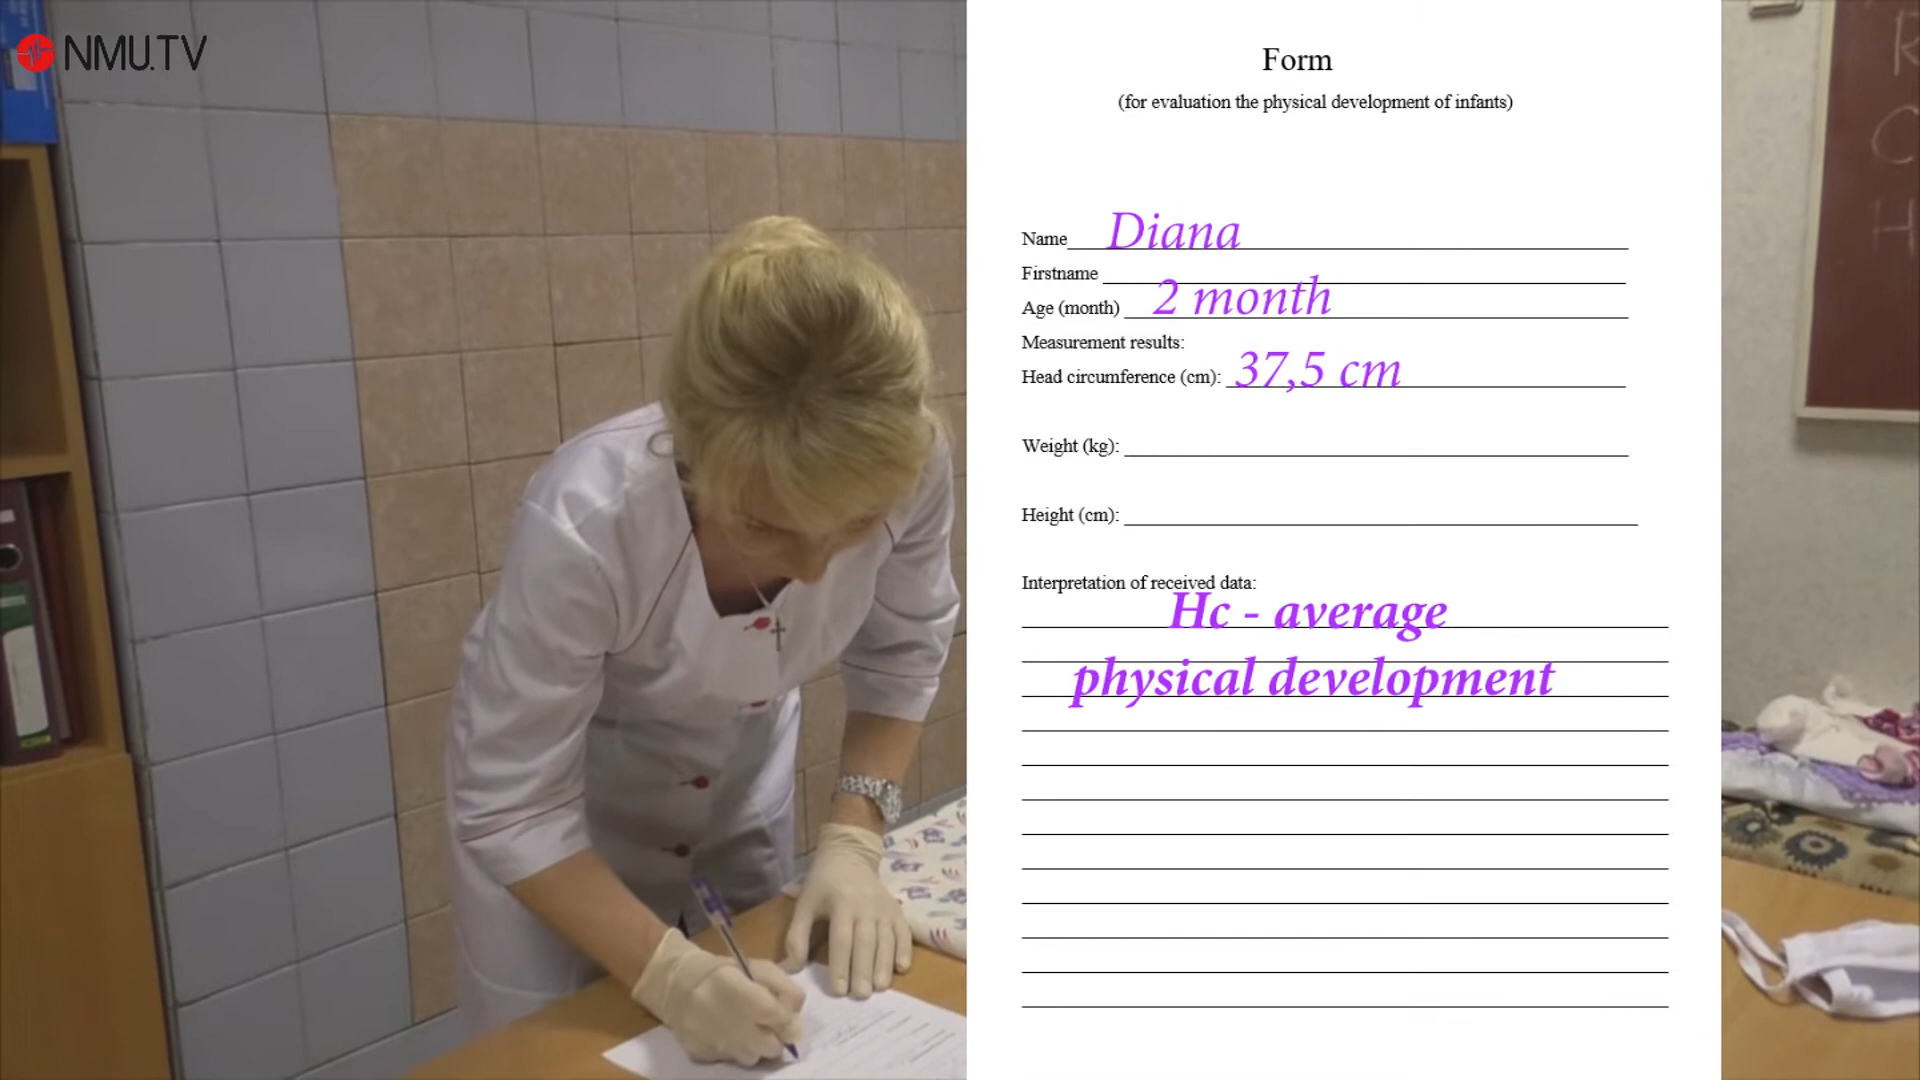 NMU.TV
Form
(for evaluation the physical development of infants)
Name Diana
Firstname
Age (month) 2 month
Measurement results:
Head circumference (cm): 37,5 cm
Weight (kg):
Height (cm):
Interpretation of received data:
Hc - average
physical development
R
C
H